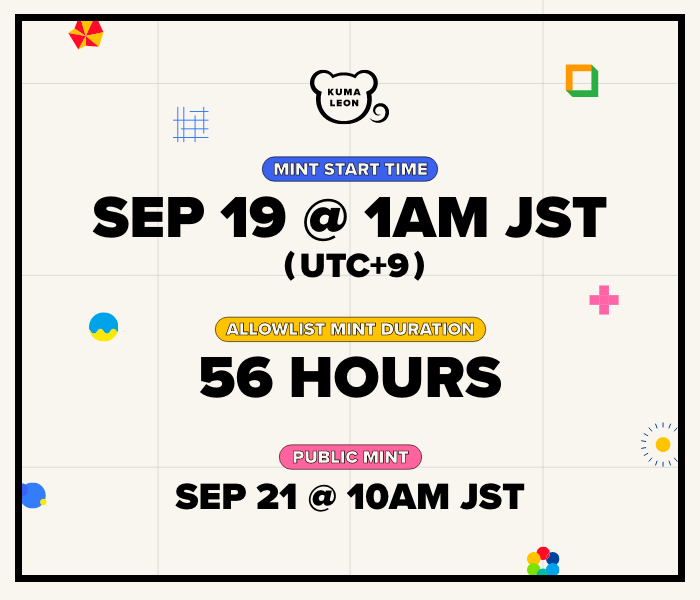 KUMA
LEON
MINT START TIME
SEP 19 @ 1AM JST
(UTC+9)
ALLOWLIST MINT DURATION
56 HOURS
PUBLIC MINT
SEP 21 @ 10AM JST